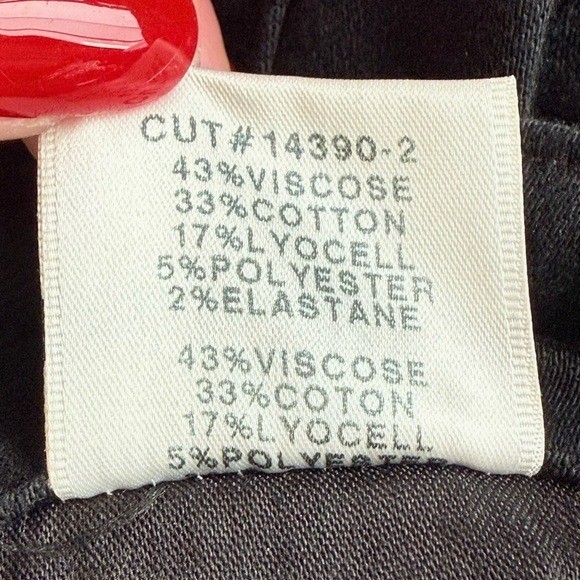 CUT#14390-2
43%VISCOSE
33%COTTON
17%LYOCELL
5%POLYESTER
2%ELASTANE
43%VISCOSE
33%COTON
17%LYOCELL
5%POLYESTER